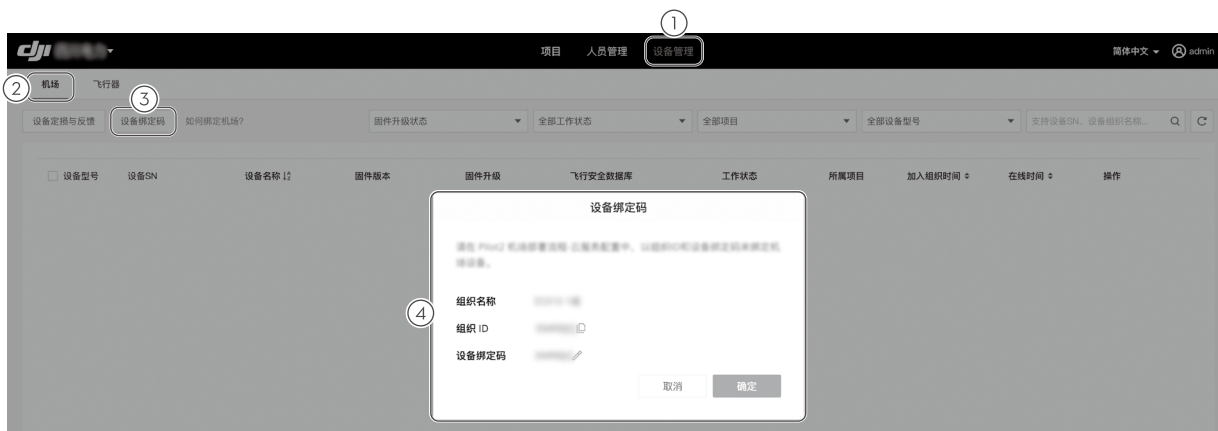 ①
dji
项目 人员管理 设备管理 简体中文 admin
② 机场 飞行器
③
设备定损与反馈 设备绑定码 如何绑定机场? 固件升级状态 全部工作状态 全部项目 全部设备型号 支持设备SN、设备组织名称...
设备型号 设备SN 设备名称 固件版本 固件升级 飞行安全数据库 工作状态 所属项目 加入组织时间 在线时间 操作
设备绑定码
④
组织名称
组织 ID
设备绑定码
取消 确定